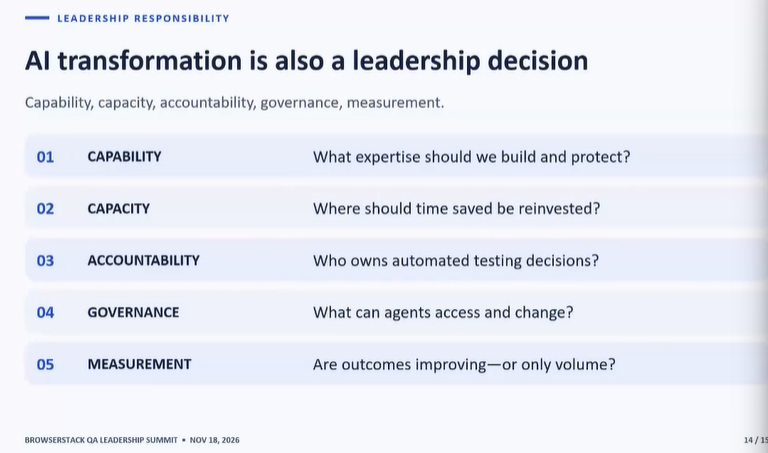 LEADERSHIP RESPONSIBILITY
AI transformation is also a leadership decision
Capability, capacity, accountability, governance, measurement.
01 CAPABILITY What expertise should we build and protect?
02 CAPACITY Where should time saved be reinvested?
03 ACCOUNTABILITY Who owns automated testing decisions?
04 GOVERNANCE What can agents access and change?
05 MEASUREMENT Are outcomes improving—or only volume?
BROWSERSTACK QA LEADERSHIP SUMMIT • NOV 18, 2026 14 / 15